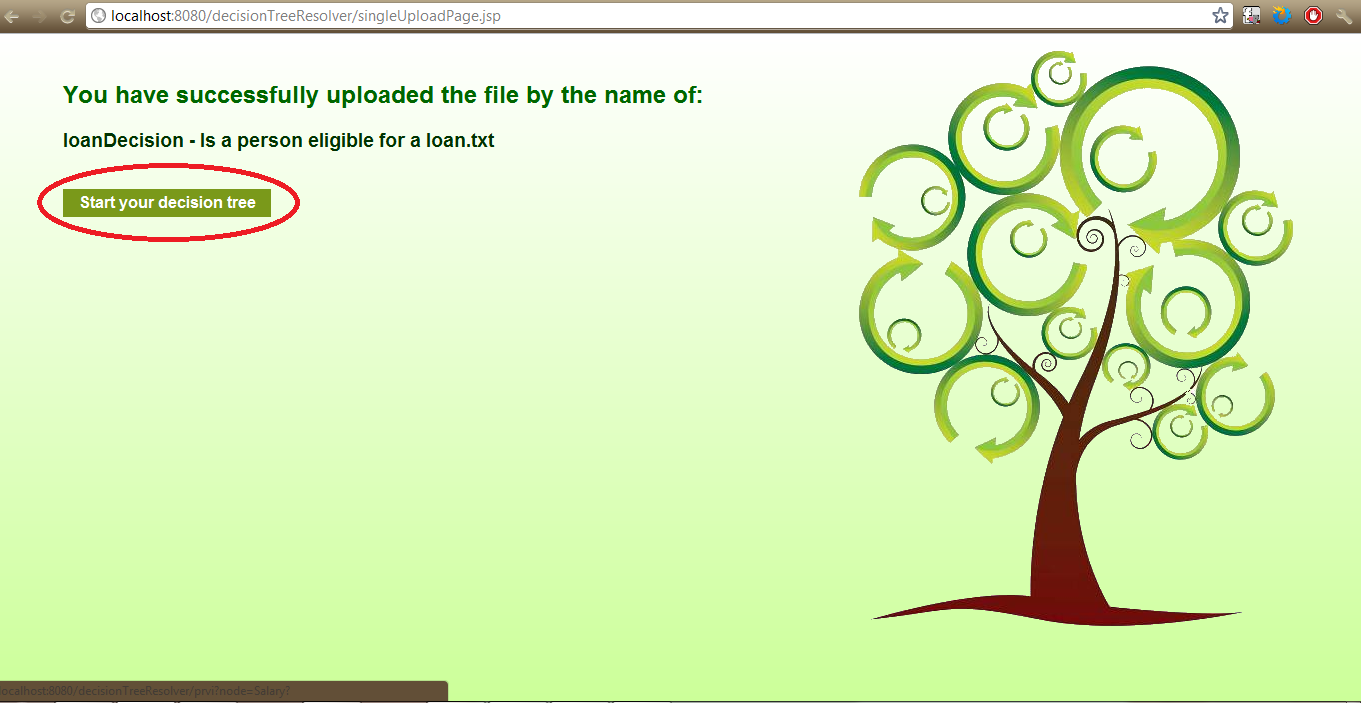 localhost:8080/decisionTreeResolver/singleUploadPage.jsp
You have successfully uploaded the file by the name of:
loanDecision - Is a person eligible for a loan.txt
Start your decision tree
ocalhost:8080/decisionTreeResolver/prvi?node=Salary?